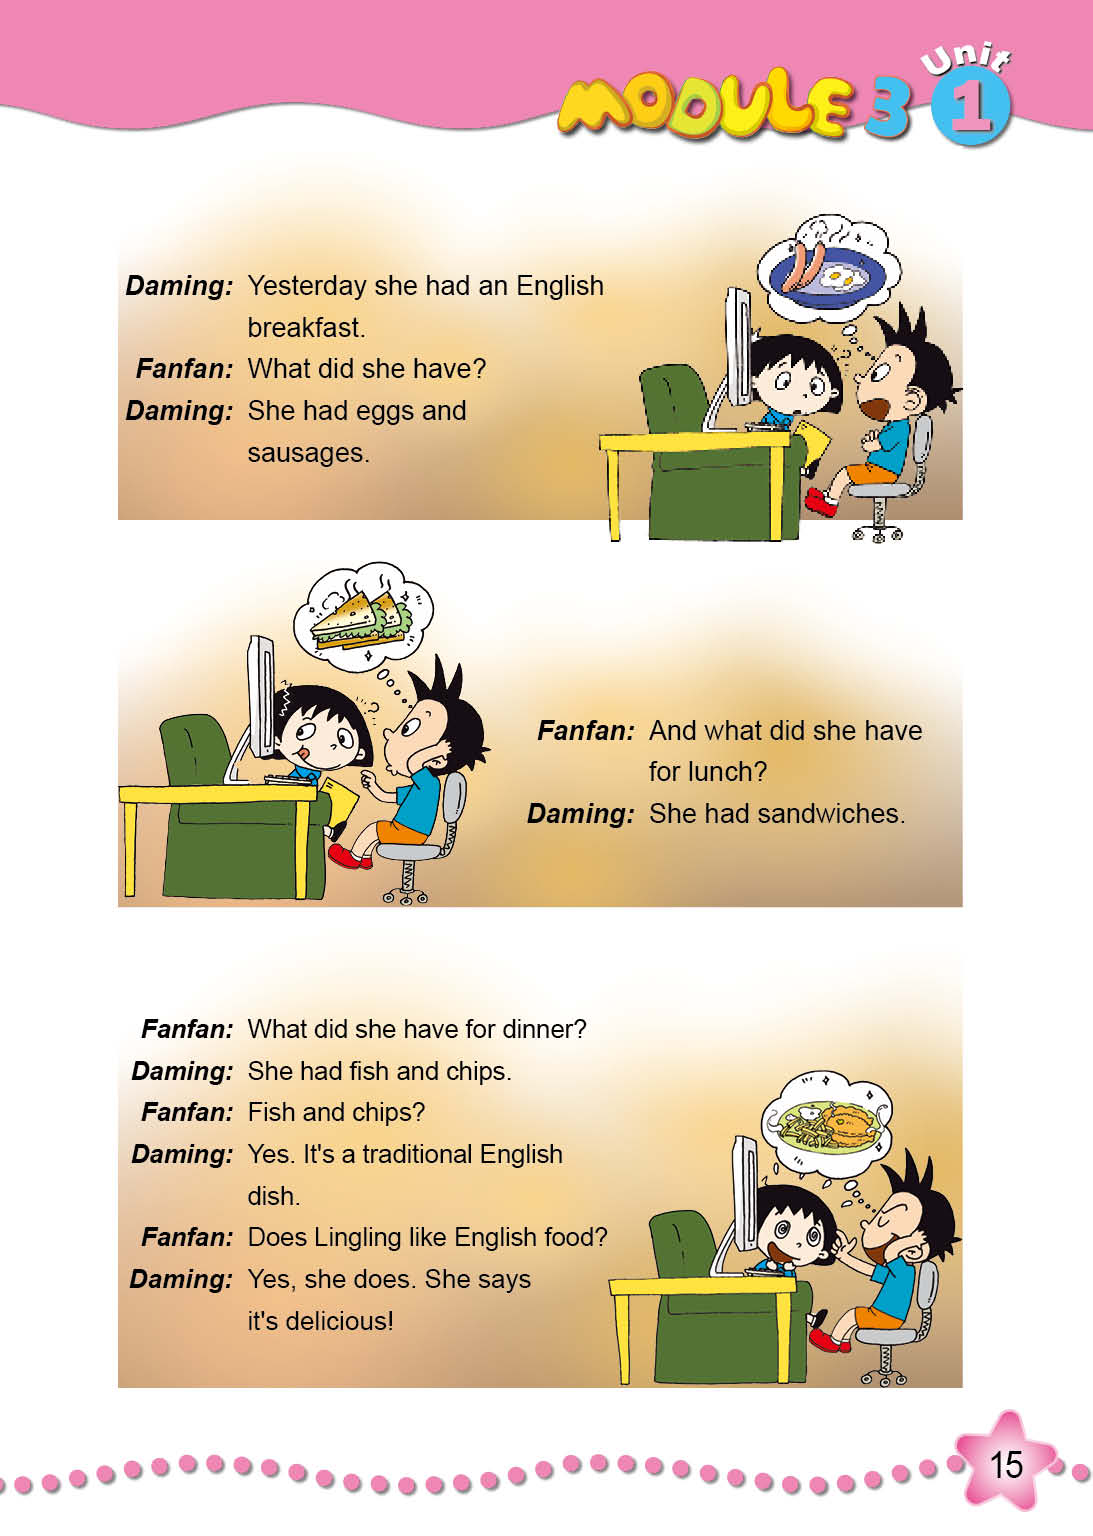 MODULE 3 Unit 1
Daming: Yesterday she had an English
breakfast.
Fanfan: What did she have?
Daming: She had eggs and
sausages.
Fanfan: And what did she have
for lunch?
Daming: She had sandwiches.
Fanfan: What did she have for dinner?
Daming: She had fish and chips.
Fanfan: Fish and chips?
Daming: Yes. It's a traditional English
dish.
Fanfan: Does Lingling like English food?
Daming: Yes, she does. She says
it's delicious!
15